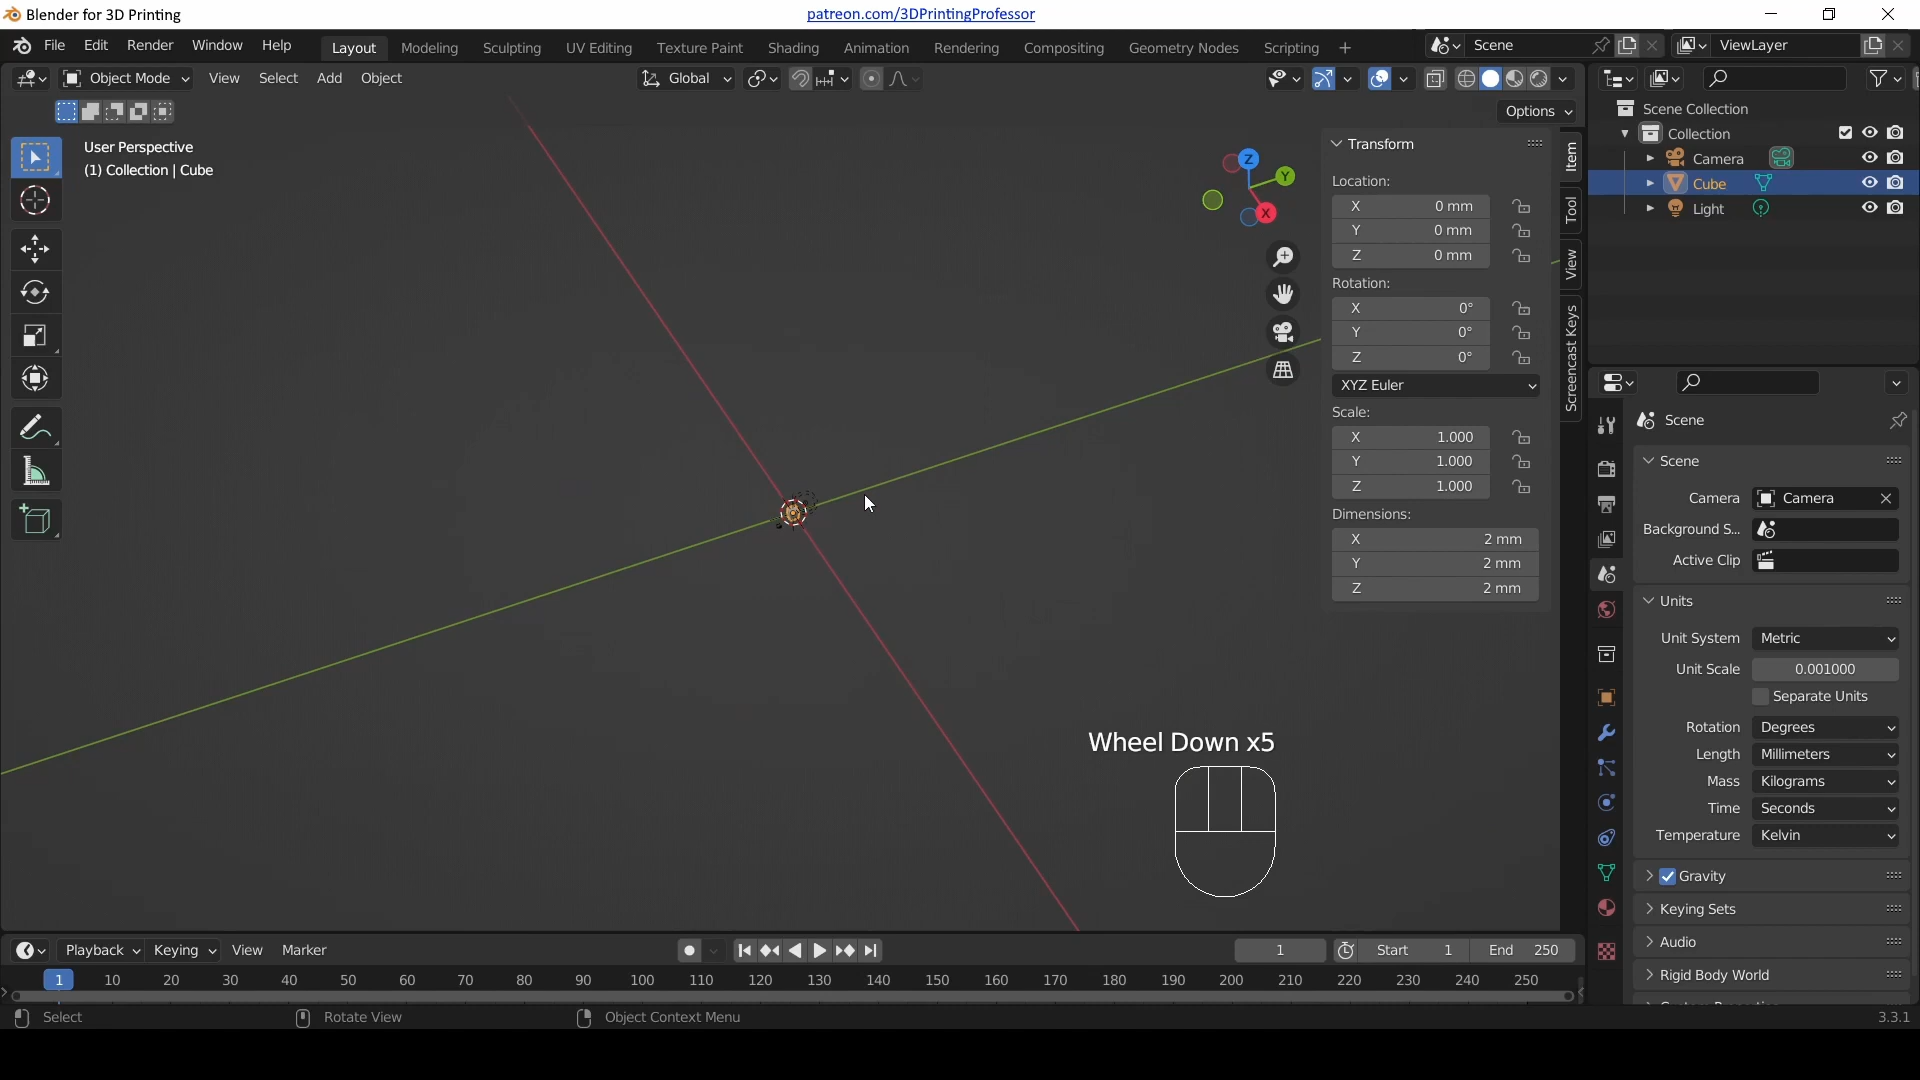 Blender for 3D Printing
patreon.com/3DPrintingProfessor
File Edit Render Window Help
Layout Modeling Sculpting UV Editing Texture Paint Shading Animation Rendering Compositing Geometry Nodes Scripting +
Scene
ViewLayer
Object Mode View Select Add Object
Global
Options
User Perspective
(1) Collection | Cube
Z
Y
X
Transform
Location:
X 0 mm
Y 0 mm
Z 0 mm
Rotation:
X 0°
Y 0°
Z 0°
XYZ Euler
Scale:
X 1.000
Y 1.000
Z 1.000
Dimensions:
X 2 mm
Y 2 mm
Z 2 mm
Item
Tool
View
Screencast Keys
Scene Collection
Collection
Camera
Cube
Light
Scene
Scene
Camera Camera
Background S...
Active Clip
Units
Unit System Metric
Unit Scale 0.001000
Separate Units
Rotation Degrees
Length Millimeters
Mass Kilograms
Time Seconds
Temperature Kelvin
Gravity
Keying Sets
Audio
Rigid Body World
Wheel Down x5
Playback Keying View Marker
1
Start 1
End 250
1 10 20 30 40 50 60 70 80 90 100 110 120 130 140 150 160 170 180 190 200 210 220 230 240 250
Select
Rotate View
Object Context Menu
3.3.1